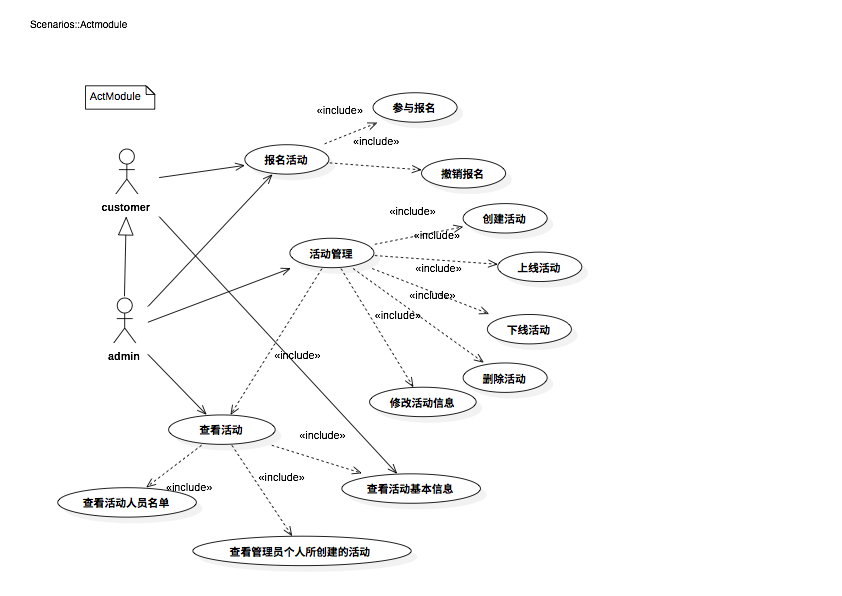 Scenarios::Actmodule
ActModule
«include»
参与报名
«include»
报名活动
撤销报名
customer
«include»
创建活动
«include»
活动管理
«include»
上线活动
«include»
«include»
下线活动
admin
«include»
删除活动
修改活动信息
查看活动
«include»
«include»
«include»
查看活动基本信息
查看活动人员名单
查看管理员个人所创建的活动